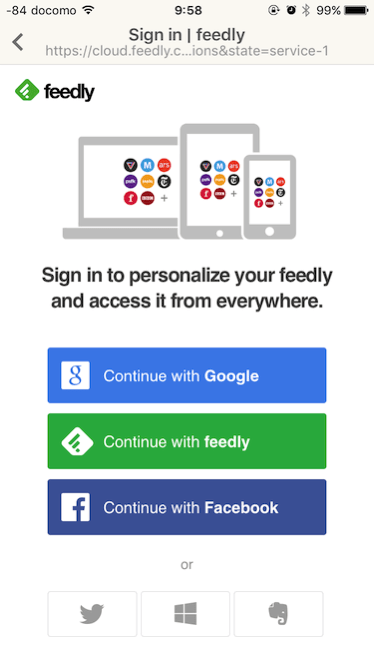 -84 docomo 9:58 99%
Sign in | feedly
https://cloud.feedly.c...ions&state=service-1
feedly
Sign in to personalize your feedly
and access it from everywhere.
Continue with Google
Continue with feedly
Continue with Facebook
or